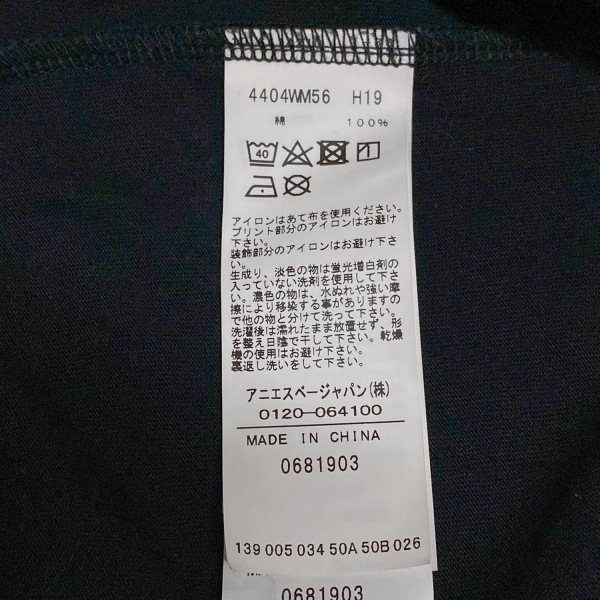 4404WM56 H19
綿 100%
40
アイロンはあて布を使用ください。
プリント部分のアイロンはお避け
下さい。
装飾部分のアイロンはお避け下さ
い。
生成り、淡色の物は蛍光増白剤の
入っていない洗剤を使用して下さ
い。濃色の物は、水ぬれや強い摩
擦により移染する事がありますの
で他の物と分けて洗って下さい。
洗濯後は濡れたまま放置せず、形
を整え日陰で干して下さい。乾燥
機の使用はお避け下さい。
裏返し洗いをして下さい。
アニエスベージャパン(株)
0120-064100
MADE IN CHINA
0681903
139 005 034 50A 50B 026
0681903